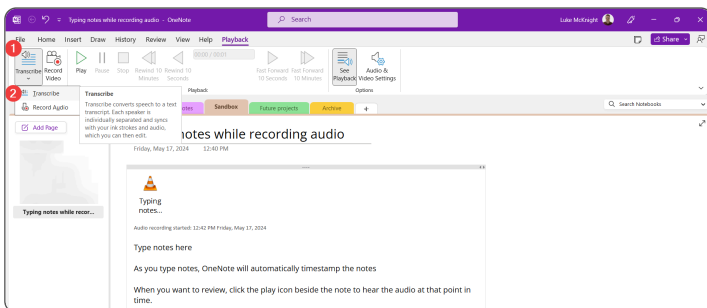 Typing notes while recording audio - OneNote
Search
Luke McKnight
File Home Insert Draw History Review View Help Playback
Share
1
Transcribe Record Video
Play Pause Stop Rewind 10 Seconds Rewind 10 Minutes
00:00 / 00:01
Fast Forward 10 Seconds Fast Forward 10 Minutes
See Playback
Audio & Video Settings
Playback
Options
2
Transcribe
Record Audio
Transcribe
Transcribe converts speech to a text
transcript. Each speaker is
individually separated and syncs
with your ink strokes and audio,
which you can then edit.
otes
Sandbox
Future projects
Archive
+
Search Notebooks
Add Page
Typing notes while recor...
notes while recording audio
Friday, May 17, 2024 12:40 PM
Typing
notes...
Audio recording started: 12:42 PM Friday, May 17, 2024
Type notes here
As you type notes, OneNote will automatically timestamp the notes
When you want to review, click the play icon beside the note to hear the audio at that point in
time.